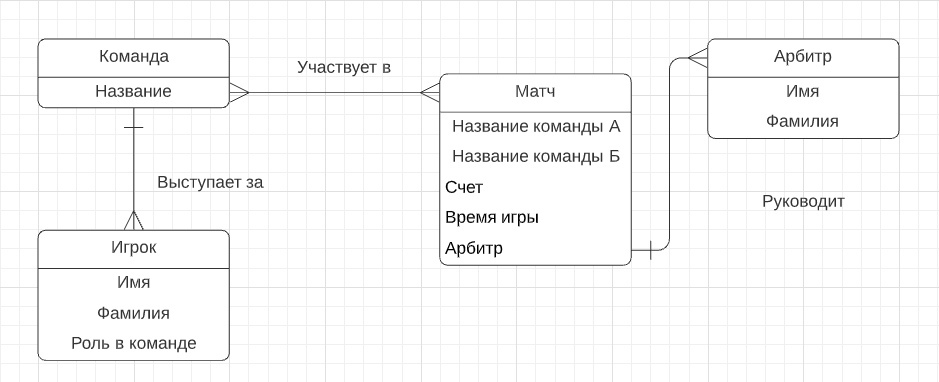 Команда
Название
Участвует в
Матч
Название команды А
Название команды Б
Счет
Время игры
Арбитр
Арбитр
Имя
Фамилия
Руководит
Выступает за
Игрок
Имя
Фамилия
Роль в команде